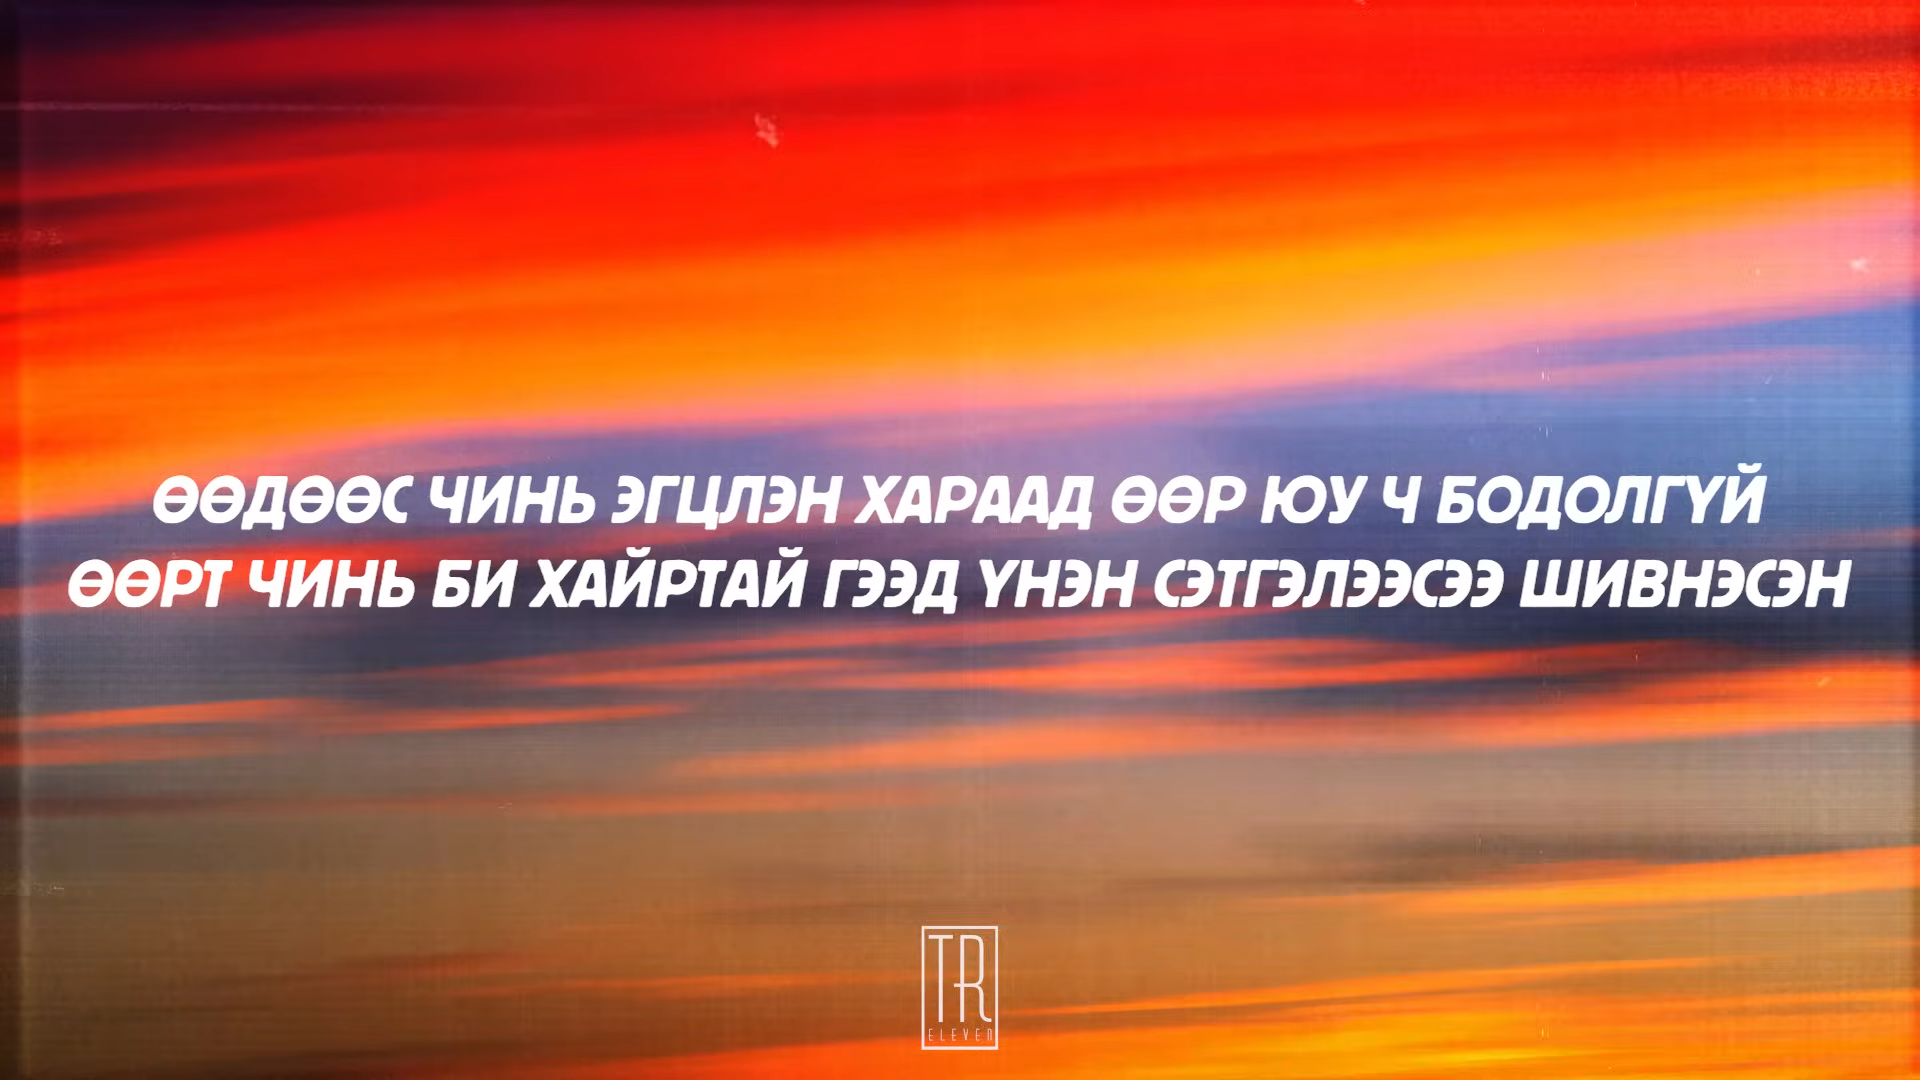 ӨӨДӨӨС ЧИНЬ ЭГЦЛЭН ХАРААД ӨӨР ЮУ Ч БОДОЛГҮЙ
ӨӨРТ ЧИНЬ БИ ХАЙРТАЙ ГЭЭД ҮНЭН СЭТГЭЛЭЭСЭЭ ШИВНЭСЭН
TR
ELEVEN